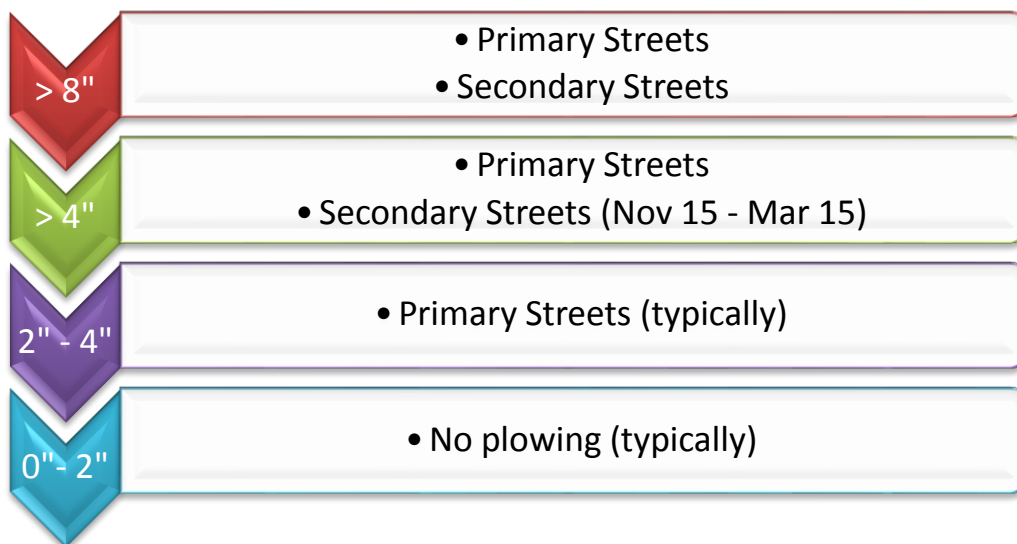 > 8"
• Primary Streets
• Secondary Streets
> 4"
• Primary Streets
• Secondary Streets (Nov 15 - Mar 15)
2" - 4"
• Primary Streets (typically)
0"- 2"
• No plowing (typically)